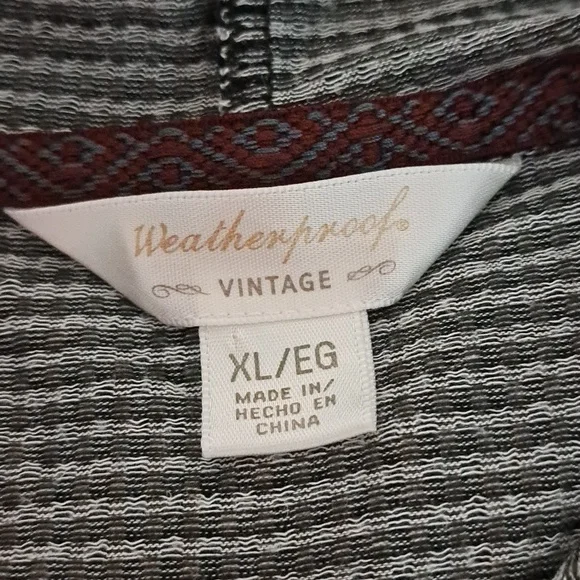 Weatherproof®
VINTAGE
XL/EG
MADE IN/
HECHO EN
CHINA